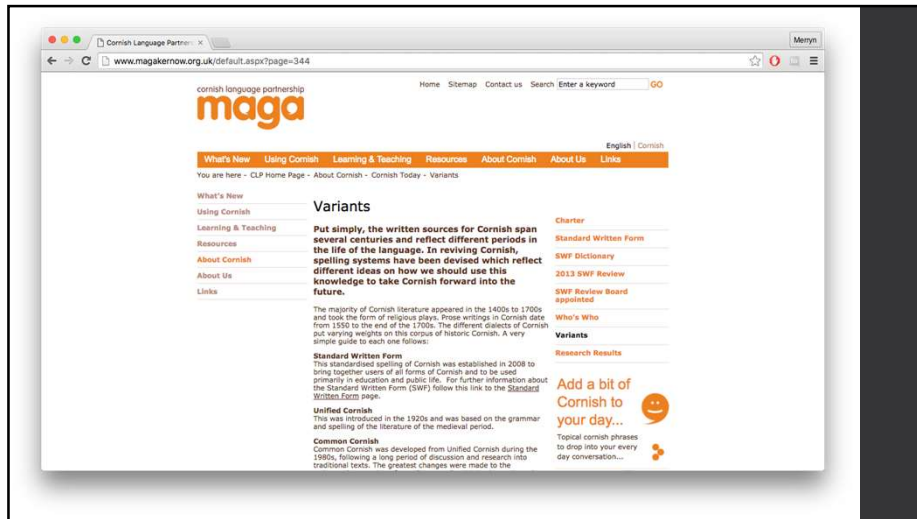 Cornish Language Partner
Merryn
www.magakernow.org.uk/default.aspx?page=344
cornish language partnership
maga
Home Sitemap Contact us Search Enter a keyword GO
English | Cornish
What's New Using Cornish Learning & Teaching Resources About Cornish About Us Links
You are here - CLP Home Page - About Cornish - Cornish Today - Variants
What's New
Using Cornish
Learning & Teaching
Resources
About Cornish
About Us
Links
Variants
Put simply, the written sources for Cornish span
several centuries and reflect different periods in
the life of the language. In reviving Cornish,
spelling systems have been devised which reflect
different ideas on how we should use this
knowledge to take Cornish forward into the
future.
The majority of Cornish literature appeared in the 1400s to 1700s
and took the form of religious plays. Prose writings in Cornish date
from 1550 to the end of the 1700s. The different dialects of Cornish
put varying weights on this corpus of historic Cornish. A very
simple guide to each one follows:
Standard Written Form
This standardised spelling of Cornish was established in 2008 to
bring together users of all forms of Cornish and to be used
primarily in education and public life. For further information about
the Standard Written Form (SWF) follow this link to the Standard
Written Form page.
Unified Cornish
This was introduced in the 1920s and was based on the grammar
and spelling of the literature of the medieval period.
Common Cornish
Common Cornish was developed from Unified Cornish during the
1980s, following a long period of discussion and research into
traditional texts. The greatest changes were made to the
Charter
Standard Written Form
SWF Dictionary
2013 SWF Review
SWF Review Board
appointed
Who's Who
Variants
Research Results
Add a bit of
Cornish to
your day...
Topical cornish phrases
to drop into your every
day conversation...